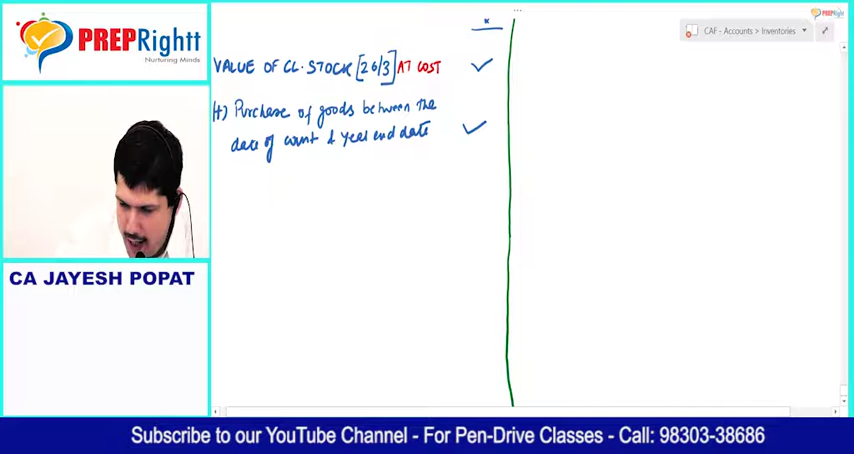 PREPRightt
Nurturing Minds
CA JAYESH POPAT
VALUE OF CL. STOCK [26/3] AT COST
(+) Purchase of goods between the
date of count & Year end date
CAF - Accounts > Inventories
PREPRightt
Subscribe to our YouTube Channel - For Pen-Drive Classes - Call: 98303-38686